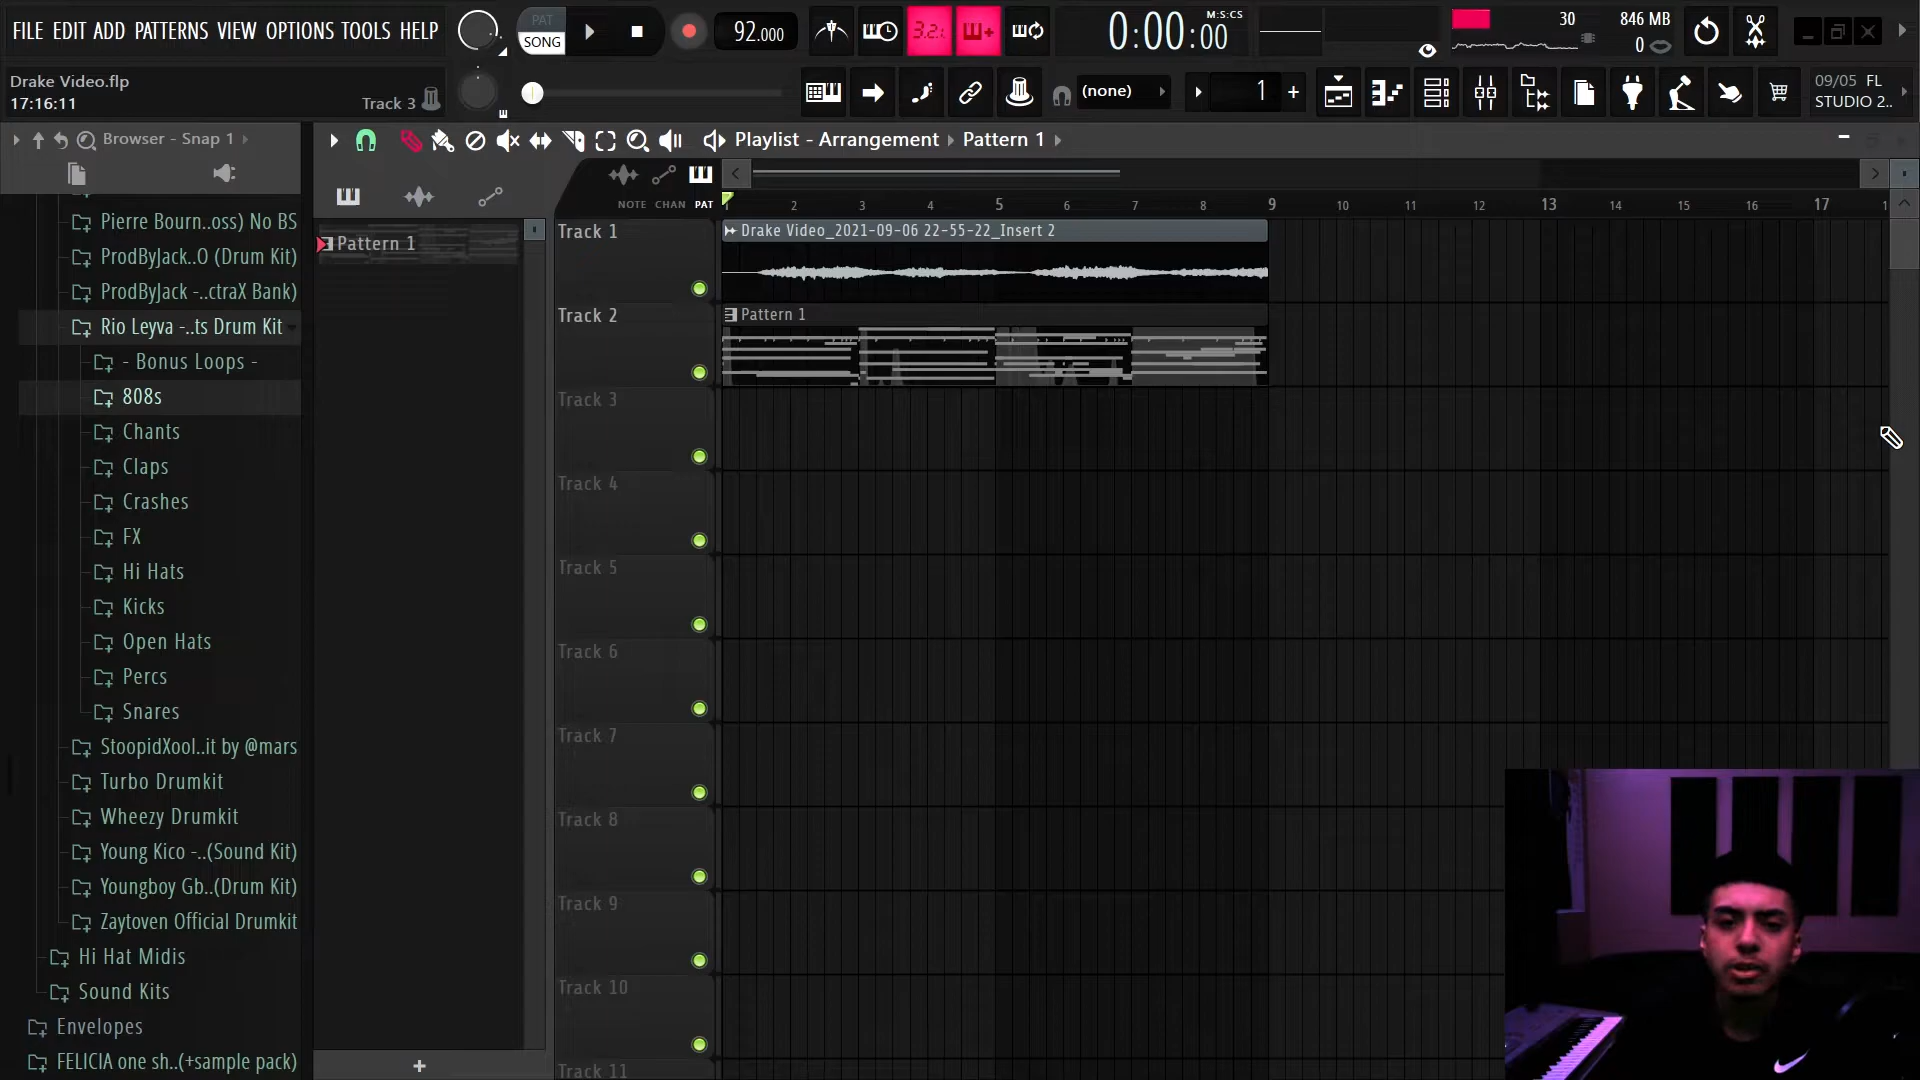 FILE EDIT ADD PATTERNS VIEW OPTIONS TOOLS HELP
PAT
SONG
92.000
3.2.
0:00:00
M:S:CS
30
846 MB
0
Drake Video.flp
17:16:11
Track 3
(none)
1
09/05 FL
STUDIO 2..
Browser - Snap 1
Playlist - Arrangement
Pattern 1
NOTE CHAN PAT
1 2 3 4 5 6 7 8 9 10 11 12 13 14 15 16 17 1
Pattern 1
Pierre Bourn..oss) No BS
ProdByJack..O (Drum Kit)
ProdByJack -..ctraX Bank)
Rio Leyva -..ts Drum Kit
- Bonus Loops -
808s
Chants
Claps
Crashes
FX
Hi Hats
Kicks
Open Hats
Percs
Snares
StoopidXool..it by @mars
Turbo Drumkit
Wheezy Drumkit
Young Kico -..(Sound Kit)
Youngboy Gb..(Drum Kit)
Zaytoven Official Drumkit
Hi Hat Midis
Sound Kits
Envelopes
FELICIA one sh..(+sample pack)
Track 1
Drake Video_2021-09-06 22-55-22_Insert 2
Track 2
Pattern 1
Track 3
Track 4
Track 5
Track 6
Track 7
Track 8
Track 9
Track 10
Track 11